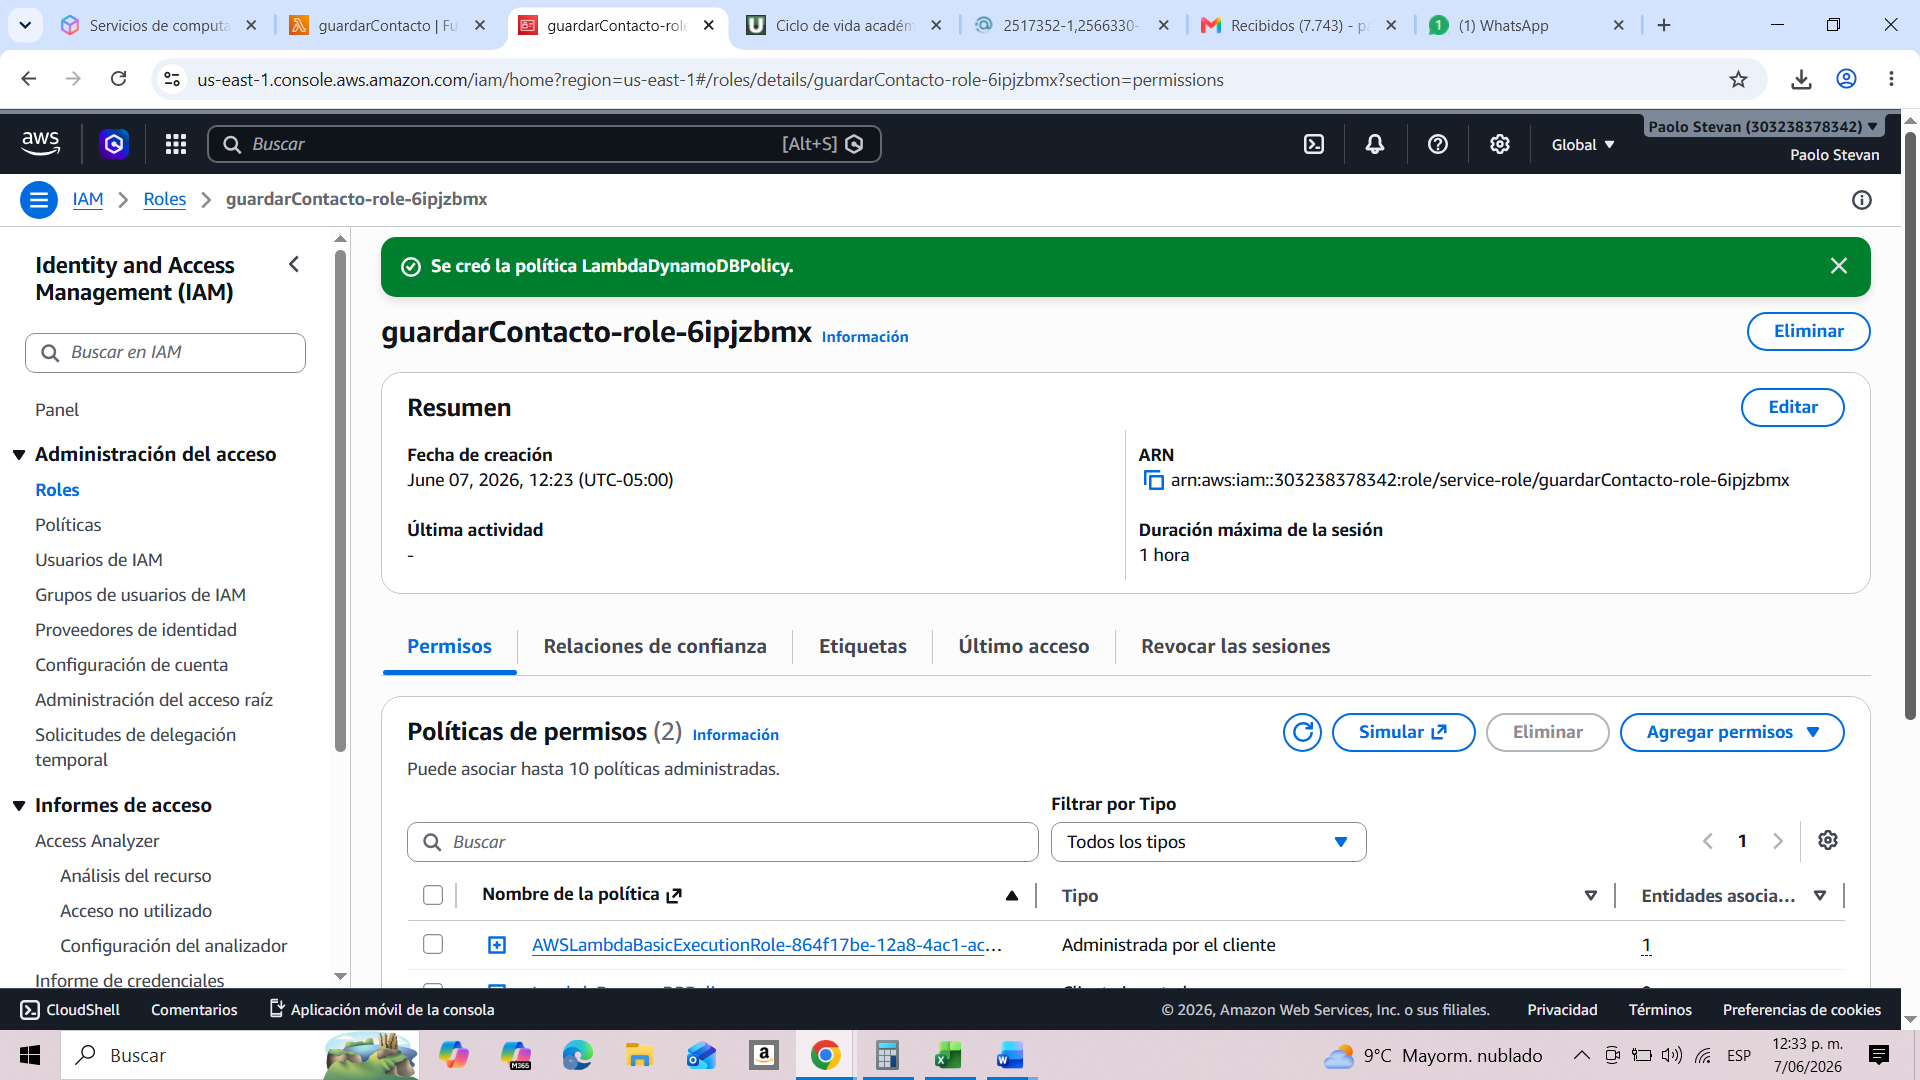 Servicios de computa
guardarContacto | Fu
guardarContacto-role
Ciclo de vida académ
2517352-1,2566330-
Recibidos (7.743) - p
(1) WhatsApp
us-east-1.console.aws.amazon.com/iam/home?region=us-east-1#/roles/details/guardarContacto-role-6ipjzbmx?section=permissions
aws
Buscar
[Alt+S]
Global
Paolo Stevan (303238378342)
Paolo Stevan
IAM
Roles
guardarContacto-role-6ipjzbmx
Identity and Access
Management (IAM)
Buscar en IAM
Panel
Administración del acceso
Roles
Políticas
Usuarios de IAM
Grupos de usuarios de IAM
Proveedores de identidad
Configuración de cuenta
Administración del acceso raíz
Solicitudes de delegación
temporal
Informes de acceso
Access Analyzer
Análisis del recurso
Acceso no utilizado
Configuración del analizador
Informe de credenciales
Se creó la política LambdaDynamoDBPolicy.
guardarContacto-role-6ipjzbmx
Información
Eliminar
Resumen
Editar
Fecha de creación
June 07, 2026, 12:23 (UTC-05:00)
ARN
arn:aws:iam::303238378342:role/service-role/guardarContacto-role-6ipjzbmx
Última actividad
-
Duración máxima de la sesión
1 hora
Permisos
Relaciones de confianza
Etiquetas
Último acceso
Revocar las sesiones
Políticas de permisos (2)
Información
Simular
Eliminar
Agregar permisos
Puede asociar hasta 10 políticas administradas.
Filtrar por Tipo
Buscar
Todos los tipos
1
Nombre de la política
Tipo
Entidades asocia...
AWSLambdaBasicExecutionRole-864f17be-12a8-4ac1-ac...
Administrada por el cliente
1
CloudShell
Comentarios
Aplicación móvil de la consola
© 2026, Amazon Web Services, Inc. o sus filiales.
Privacidad
Términos
Preferencias de cookies
Buscar
9°C Mayorm. nublado
ESP
12:33 p. m.
7/06/2026